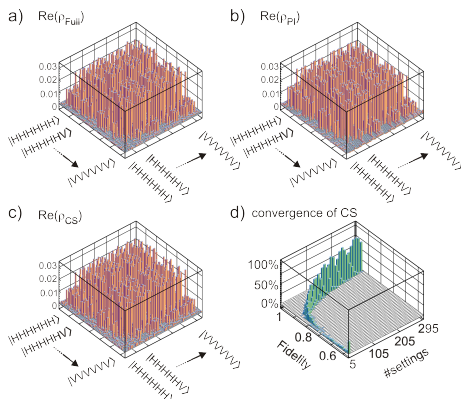 a) Re(ρFull)
0.03
0.02
0.01
0
|HHHHHH⟩
|HHHHHV⟩
|VVVVVV⟩
|HHHHHV⟩
|HHHHHH⟩
|VVVVVV⟩
b) Re(ρPI)
0.03
0.02
0.01
0
|HHHHHH⟩
|HHHHHV⟩
|VVVVVV⟩
|HHHHHV⟩
|HHHHHH⟩
|VVVVVV⟩
c) Re(ρCS)
0.03
0.02
0.01
0
|HHHHHH⟩
|HHHHHV⟩
|VVVVVV⟩
|HHHHHV⟩
|HHHHHH⟩
|VVVVVV⟩
d) convergence of CS
100%
50%
0%
1
0.8
0.6
Fidelity
5
105
205
295
#settings